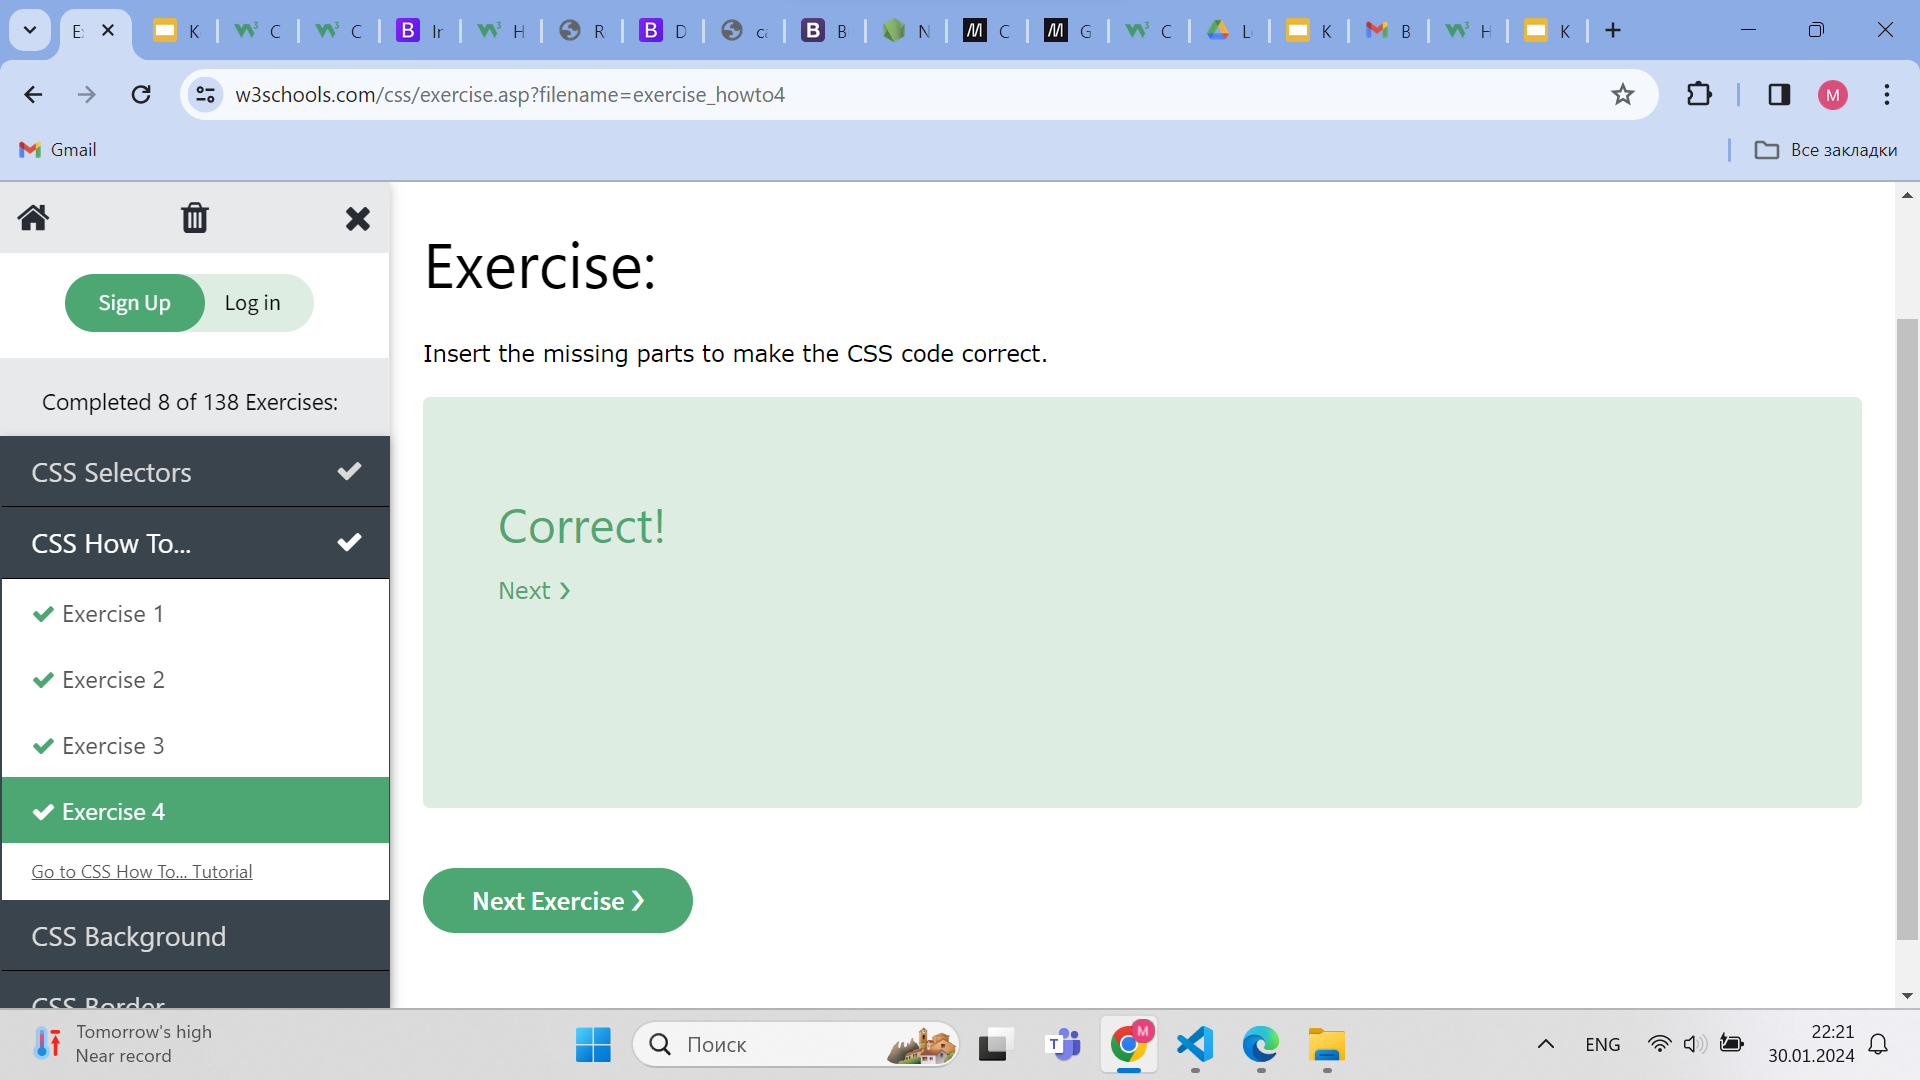 E
K
C
C
Ir
H
R
D
ca
B
N
C
G
C
L
K
B
H
K
w3schools.com/css/exercise.asp?filename=exercise_howto4
M
Gmail
Все закладки
Sign Up
Log in
Completed 8 of 138 Exercises:
CSS Selectors
CSS How To...
Exercise 1
Exercise 2
Exercise 3
Exercise 4
Go to CSS How To... Tutorial
CSS Background
CSS Border
Exercise:
Insert the missing parts to make the CSS code correct.
Correct!
Next ❯
Next Exercise ❯
Tomorrow's high
Near record
Поиск
ENG
22:21
30.01.2024